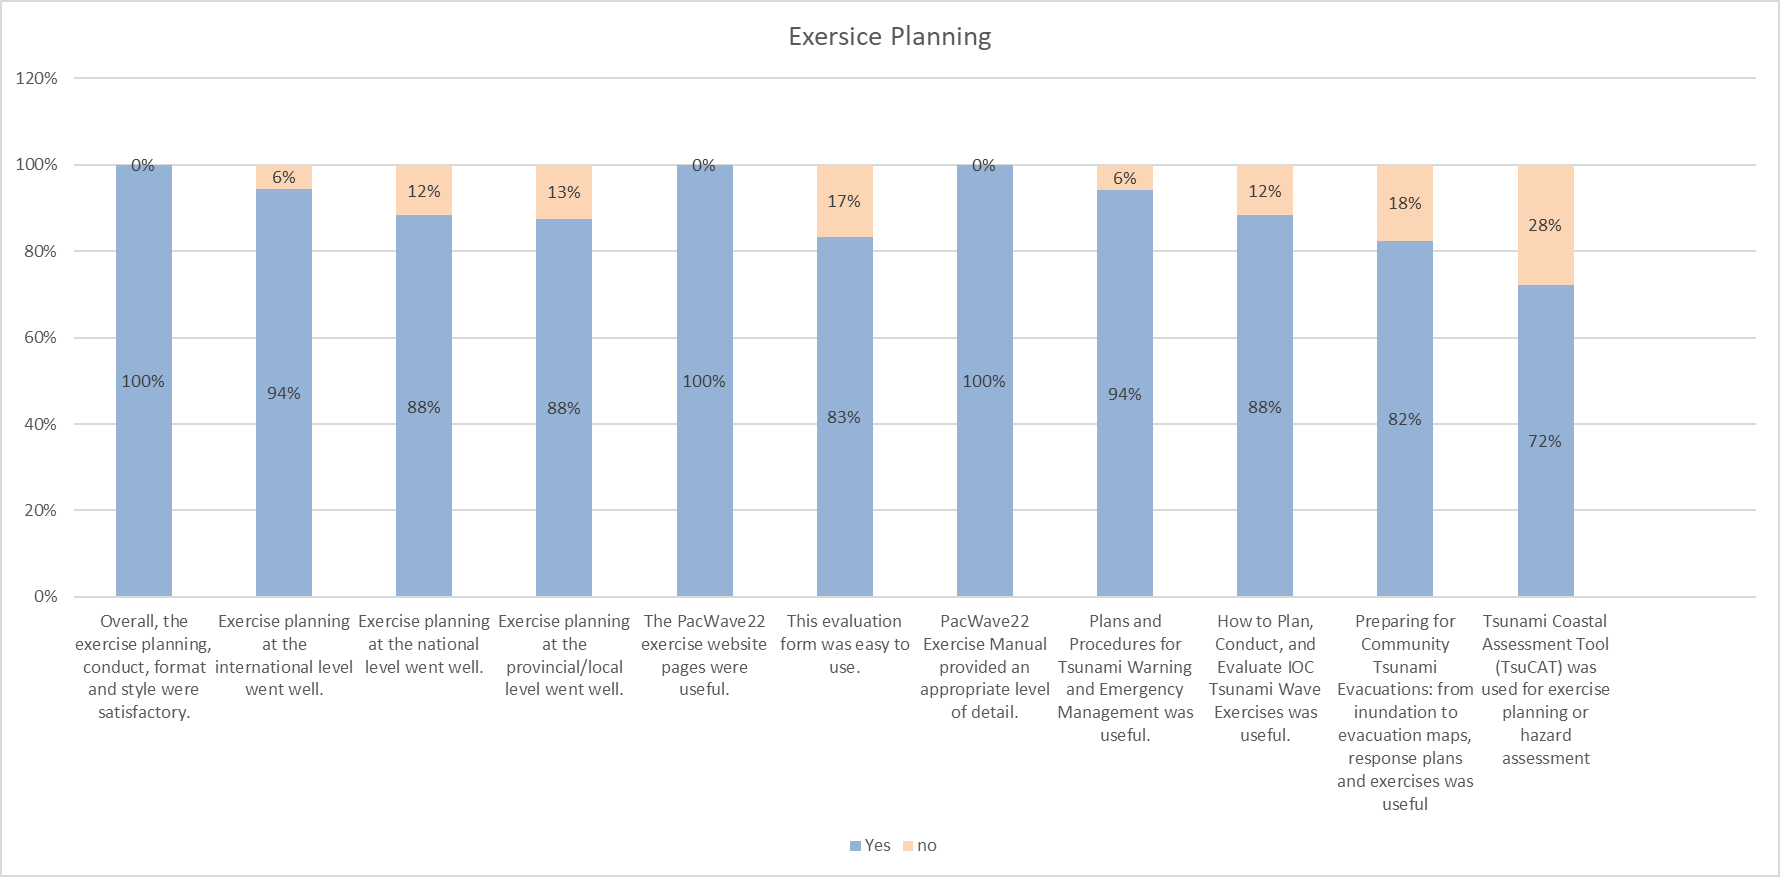 Exersice Planning
120%
100%
80%
60%
40%
20%
0%
0%
6%
12%
13%
0%
17%
0%
6%
12%
18%
28%
100%
94%
88%
88%
100%
83%
100%
94%
88%
82%
72%
Overall, the
exercise planning,
conduct, format
and style were
satisfactory.
Exercise planning
at the
international level
went well.
Exercise planning
at the national
level went well.
Exercise planning
at the
provincial/local
level went well.
The PacWave22
exercise website
pages were
useful.
This evaluation
form was easy to
use.
PacWave22
Exercise Manual
provided an
appropriate level
of detail.
Plans and
Procedures for
Tsunami Warning
and Emergency
Management was
useful.
How to Plan,
Conduct, and
Evaluate IOC
Tsunami Wave
Exercises was
useful.
Preparing for
Community
Tsunami
Evacuations: from
inundation to
evacuation maps,
response plans
and exercises was
useful
Tsunami Coastal
Assessment Tool
(TsuCAT) was
used for exercise
planning or
hazard
assessment
Yes
no